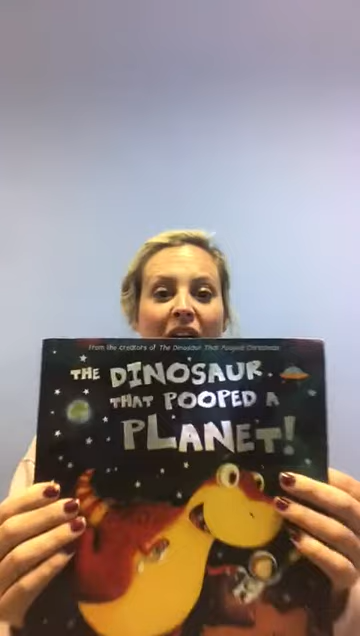 From the creators of The Dinosaur That Pooped Christmas
THE DINOSAUR
THAT POOPED A
PLANET!